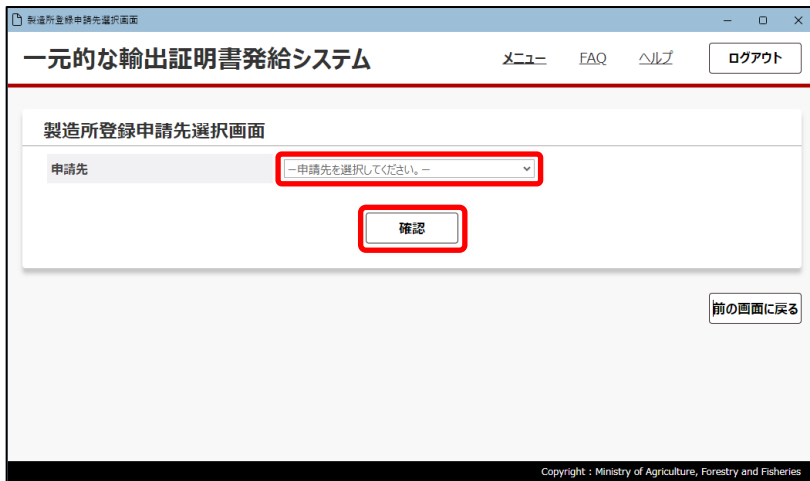 製造所登録申請先選択画面
一元的な輸出証明書発給システム メニュー FAQ ヘルプ ログアウト
製造所登録申請先選択画面
申請先 －申請先を選択してください。－
確認
前の画面に戻る
Copyright : Ministry of Agriculture, Forestry and Fisheries